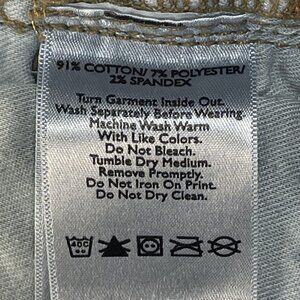 91% COTTON/ 7% POLYESTER/
2% SPANDEX
Turn Garment Inside Out.
Wash Separately Before Wearing.
Machine Wash Warm
With Like Colors.
Do Not Bleach.
Tumble Dry Medium.
Remove Promptly.
Do Not Iron On Print.
Do Not Dry Clean.